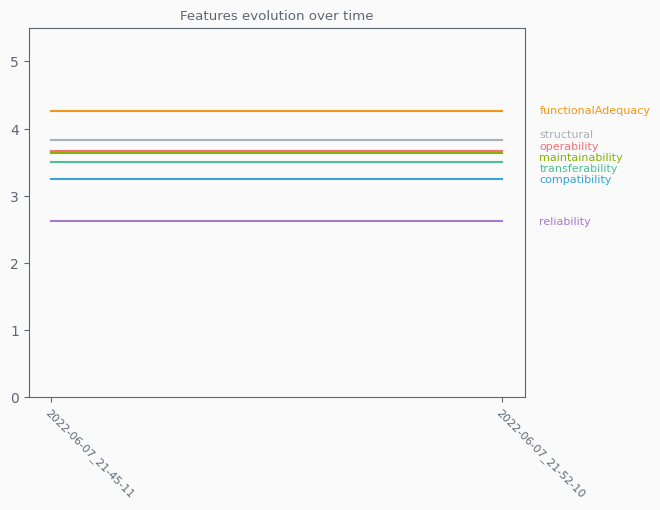 Features evolution over time
5
4
3
2
1
0
functionalAdequacy
structural
operability
maintainability
transferability
compatibility
reliability
2022-06-07_21-45-11
2022-06-07_21-52-10